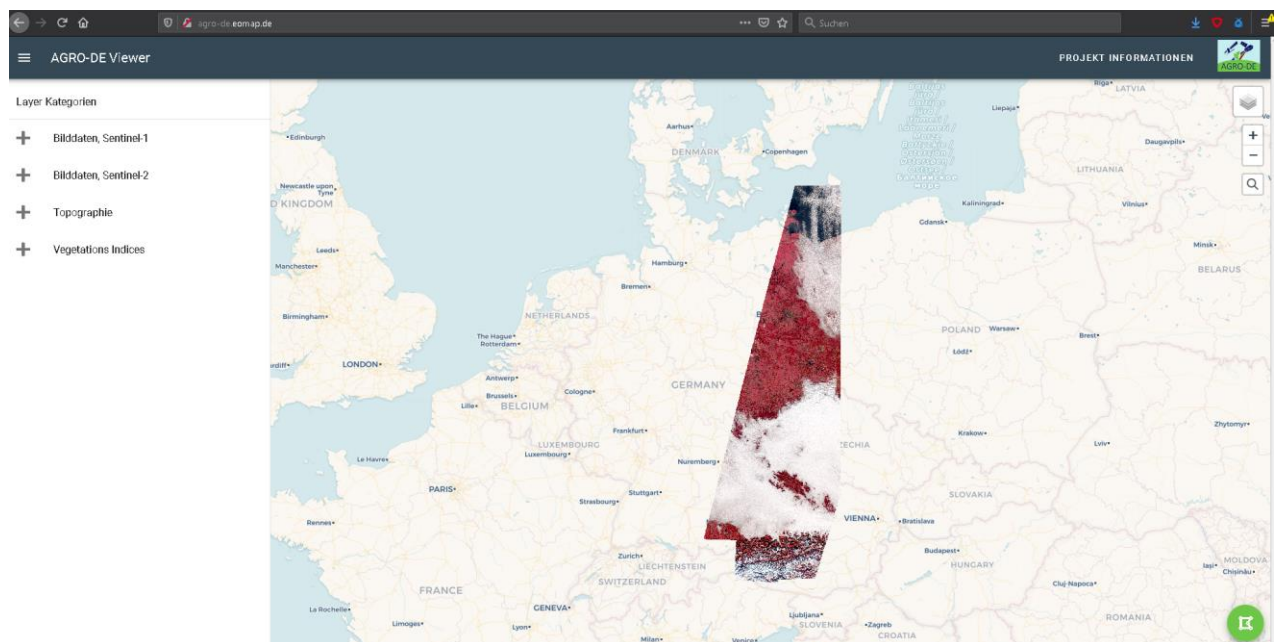 agro-de.eomap.de
Suchen
AGRO-DE Viewer
PROJEKT INFORMATIONEN
AGRO-DE
Layer Kategorien
Bilddaten, Sentinel-1
Bilddaten, Sentinel-2
Topographie
Vegetations Indices
Riga
LATVIA
Liepaja
Edinburgh
Aarhus
DENMARK
Copenhagen
Daugavpils
LITHUANIA
Newcastle upon
Tyne
D KINGDOM
Kaliningrad
Vilnius
Gdansk
Leeds
Manchester
Hamburg
Minsk
BELARUS
Bremen
Birmingham
NETHERLANDS
The Hague
Rotterdam
POLAND
Warsaw
Brest
Łódź
ardiff
LONDON
Antwerp
Brussels
Cologne
GERMANY
Lille
BELGIUM
Frankfurt
Krakow
Lviv
Zhytomyr
LUXEMBOURG
Luxembourg
ZECHIA
Le Havre
Nuremberg
PARIS
Stuttgart
Strasbourg
SLOVAKIA
Rennes
VIENNA
Bratislava
Zurich
LIECHTENSTEIN
Budapest
HUNGARY
MOLDOVA
Iași
Chișinău
SWITZERLAND
FRANCE
Cluj-Napoca
La Rochelle
GENEVA
Limoges
Lyon
Ljubljana
SLOVENIA
Zagreb
CROATIA
ROMANIA
Milan
Venice